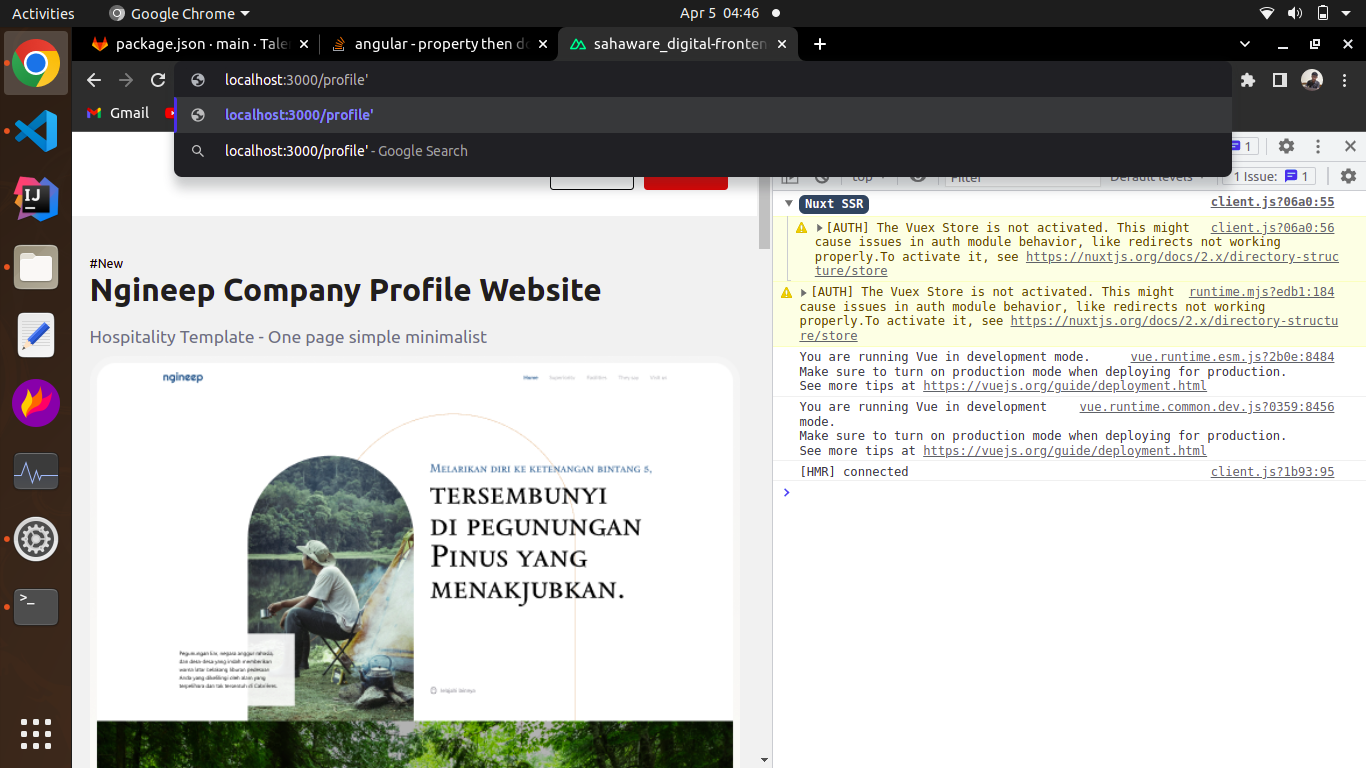 Activities
Google Chrome
Apr 5 04:46
package.json · main · Tale
angular - property then do
sahaware_digital-fronten
localhost:3000/profile'
Gmail
localhost:3000/profile'
localhost:3000/profile' - Google Search
1
top
Filter
Default levels
1 Issue: 1
Nuxt SSR
client.js?06a0:55
[AUTH] The Vuex Store is not activated. This might client.js?06a0:56
cause issues in auth module behavior, like redirects not working
properly.To activate it, see https://nuxtjs.org/docs/2.x/directory-struc
ture/store
[AUTH] The Vuex Store is not activated. This might runtime.mjs?edb1:184
cause issues in auth module behavior, like redirects not working
properly.To activate it, see https://nuxtjs.org/docs/2.x/directory-structu
re/store
You are running Vue in development mode. vue.runtime.esm.js?2b0e:8484
Make sure to turn on production mode when deploying for production.
See more tips at https://vuejs.org/guide/deployment.html
You are running Vue in development vue.runtime.common.dev.js?0359:8456
mode.
Make sure to turn on production mode when deploying for production.
See more tips at https://vuejs.org/guide/deployment.html
[HMR] connected client.js?1b93:95
#New
Ngineep Company Profile Website
Hospitality Template - One page simple minimalist
ngineep
Home
Melarikan diri ke ketenangan bintang 5,
tersembunyi
di pegunungan
Pinus yang
menakjubkan.